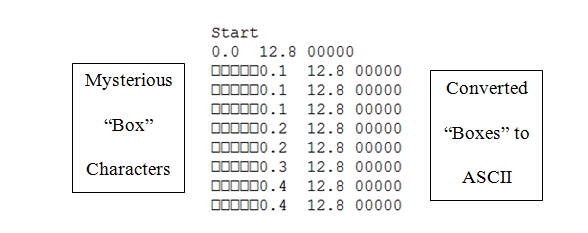 Mysterious
“Box”
Characters
Start
0.0  12.8 00000
□□□□□0.1  12.8 00000
□□□□□0.1  12.8 00000
□□□□□0.1  12.8 00000
□□□□□0.2  12.8 00000
□□□□□0.2  12.8 00000
□□□□□0.3  12.8 00000
□□□□□0.4  12.8 00000
□□□□□0.4  12.8 00000
Converted
“Boxes” to
ASCII